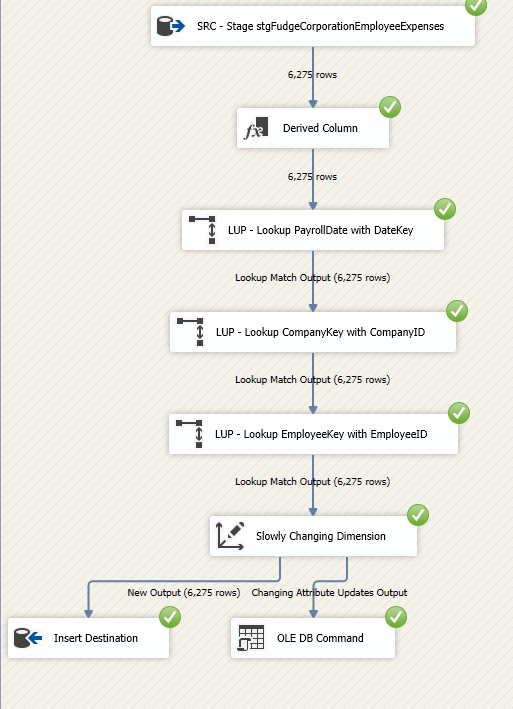 SRC - Stage stgFudgeCorporationEmployeeExpenses
6,275 rows
fx
Derived Column
6,275 rows
LUP - Lookup PayrollDate with DateKey
Lookup Match Output (6,275 rows)
LUP - Lookup CompanyKey with CompanyID
Lookup Match Output (6,275 rows)
LUP - Lookup EmployeeKey with EmployeeID
Lookup Match Output (6,275 rows)
Slowly Changing Dimension
New Output (6,275 rows)
Changing Attribute Updates Output
Insert Destination
OLE DB Command